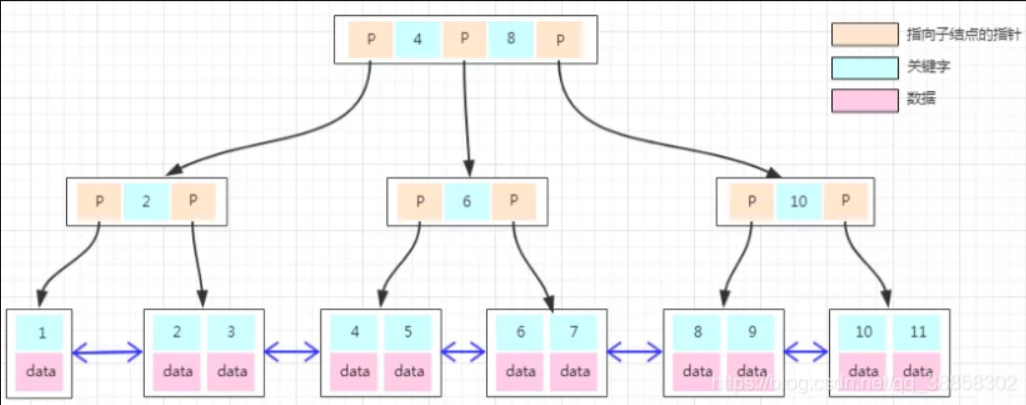 P 4 P 8 P
指向子结点的指针
关键字
数据
P 2 P
P 6 P
P 10 P
1
2 3
4 5
6 7
8 9
10 11
data
data data
data data
data data
data data
data data
https://blog.csdn.net/qq_38858302